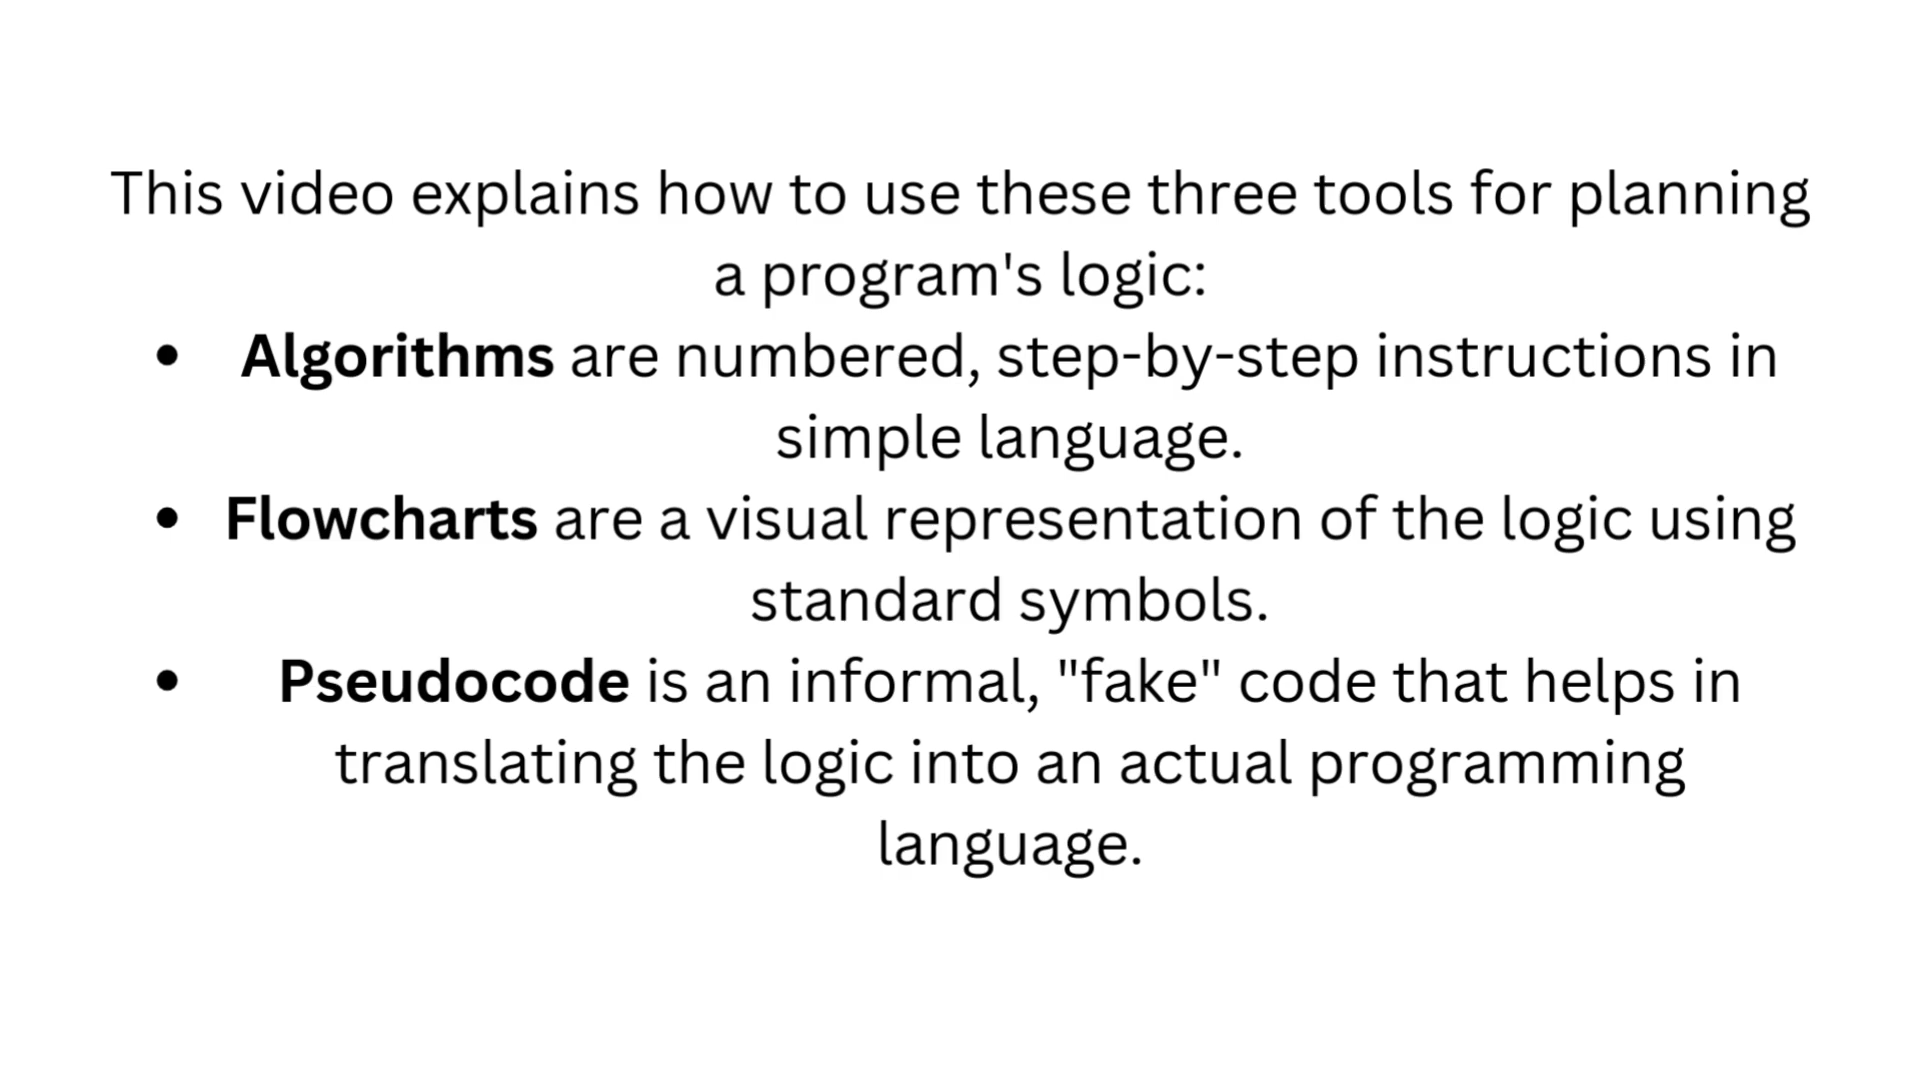 This video explains how to use these three tools for planning
a program's logic:
• Algorithms are numbered, step-by-step instructions in
simple language.
• Flowcharts are a visual representation of the logic using
standard symbols.
• Pseudocode is an informal, "fake" code that helps in
translating the logic into an actual programming
language.